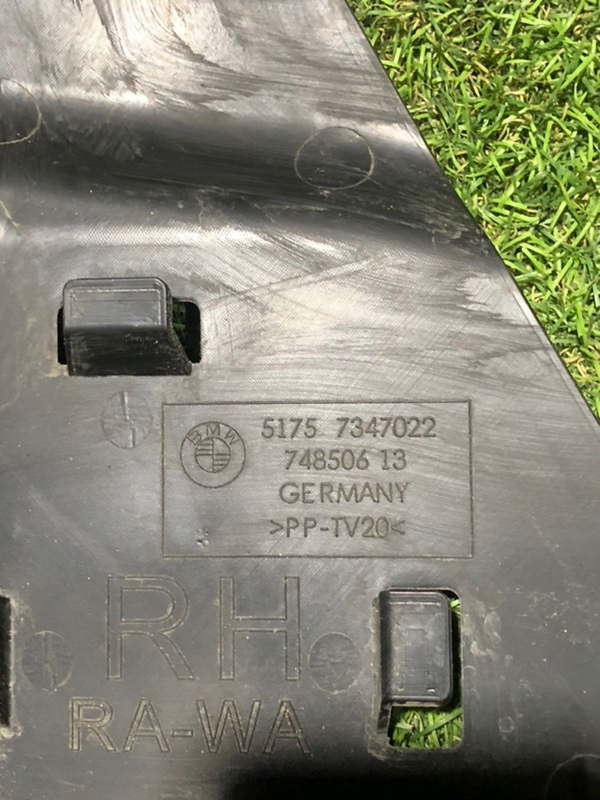 BMW
5175 7347022
748506 13
GERMANY
>PP-TV20<
RH
RA-WA